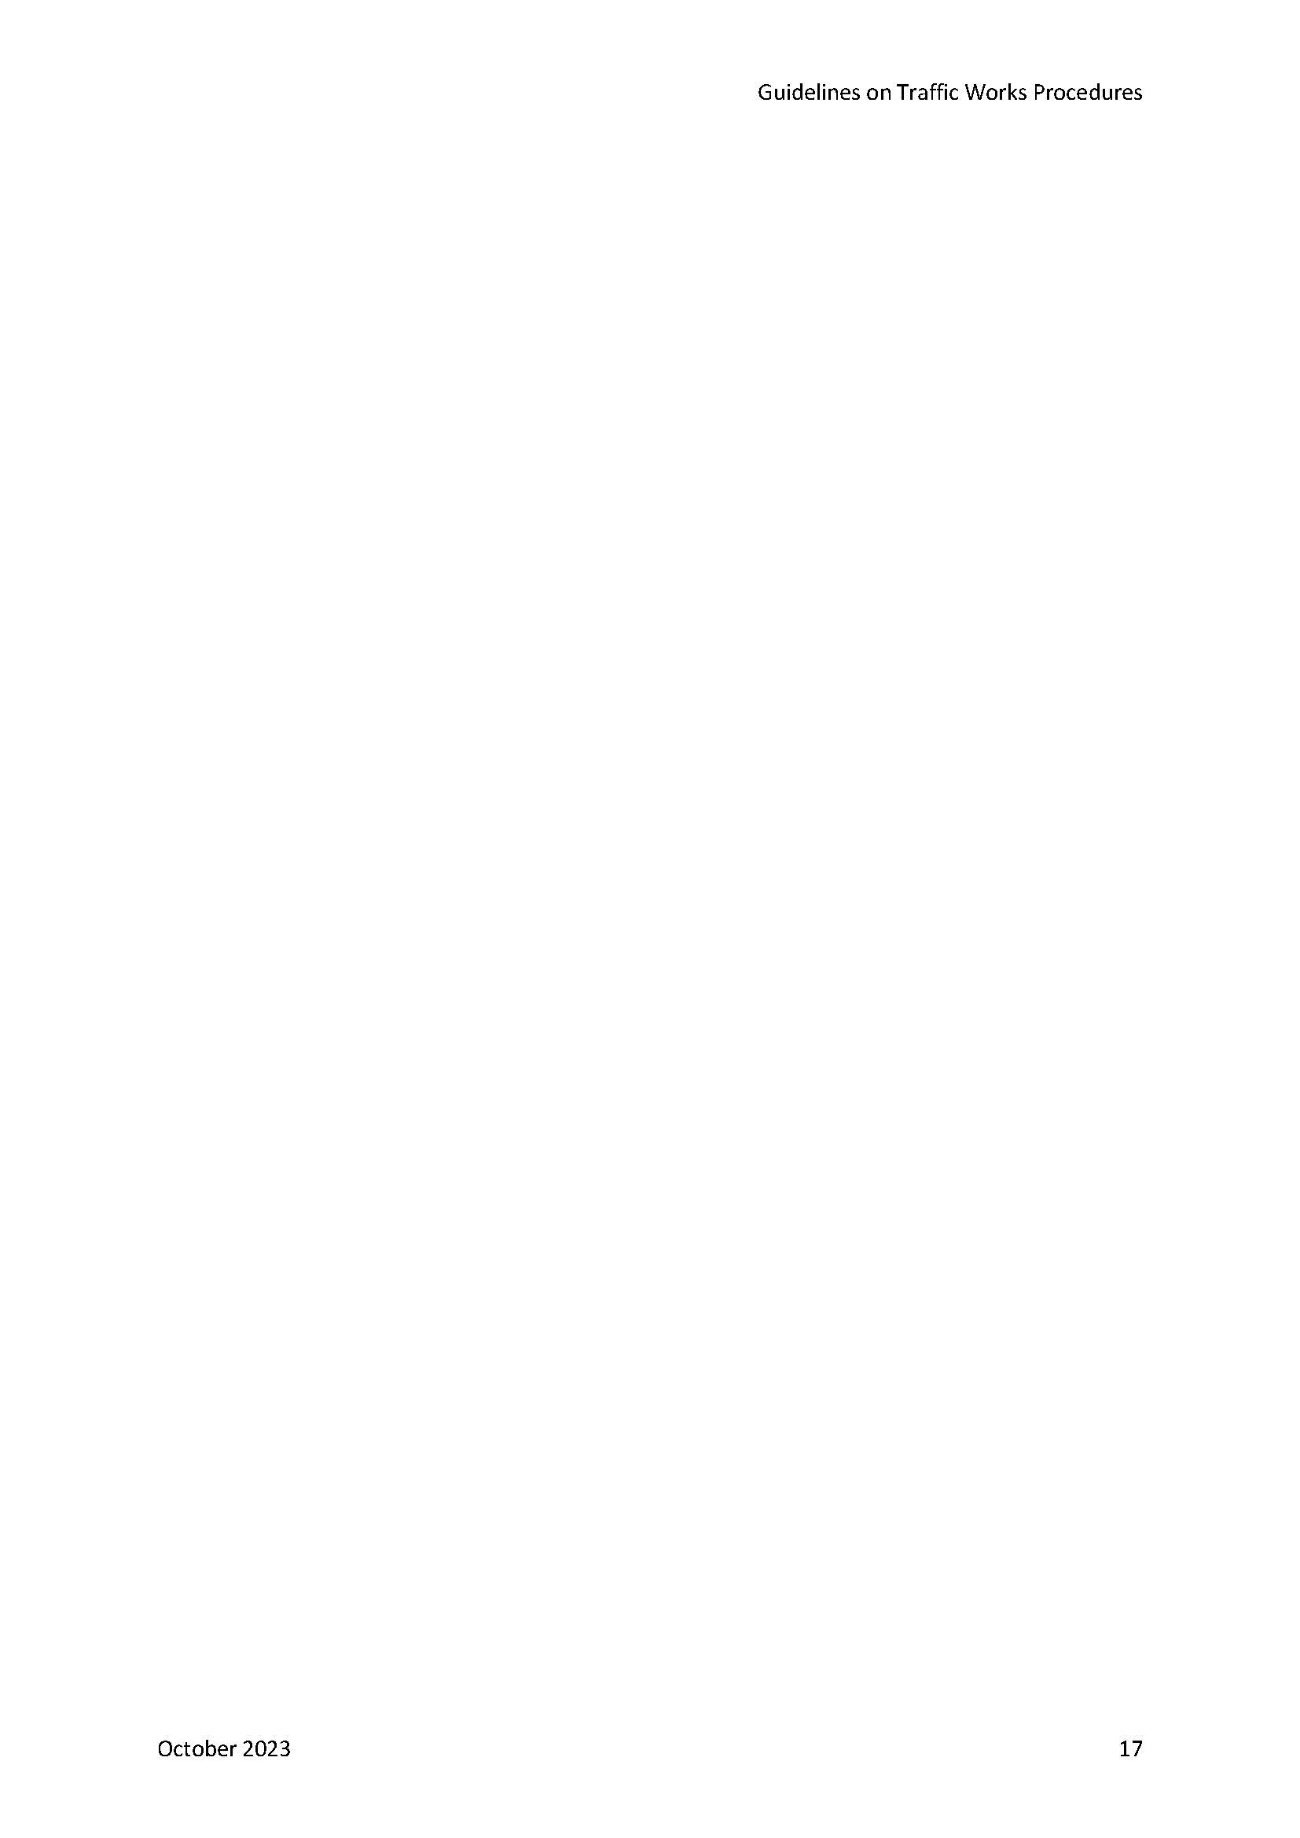 Guidelines on Traffic Works Procedures
October 2023
17